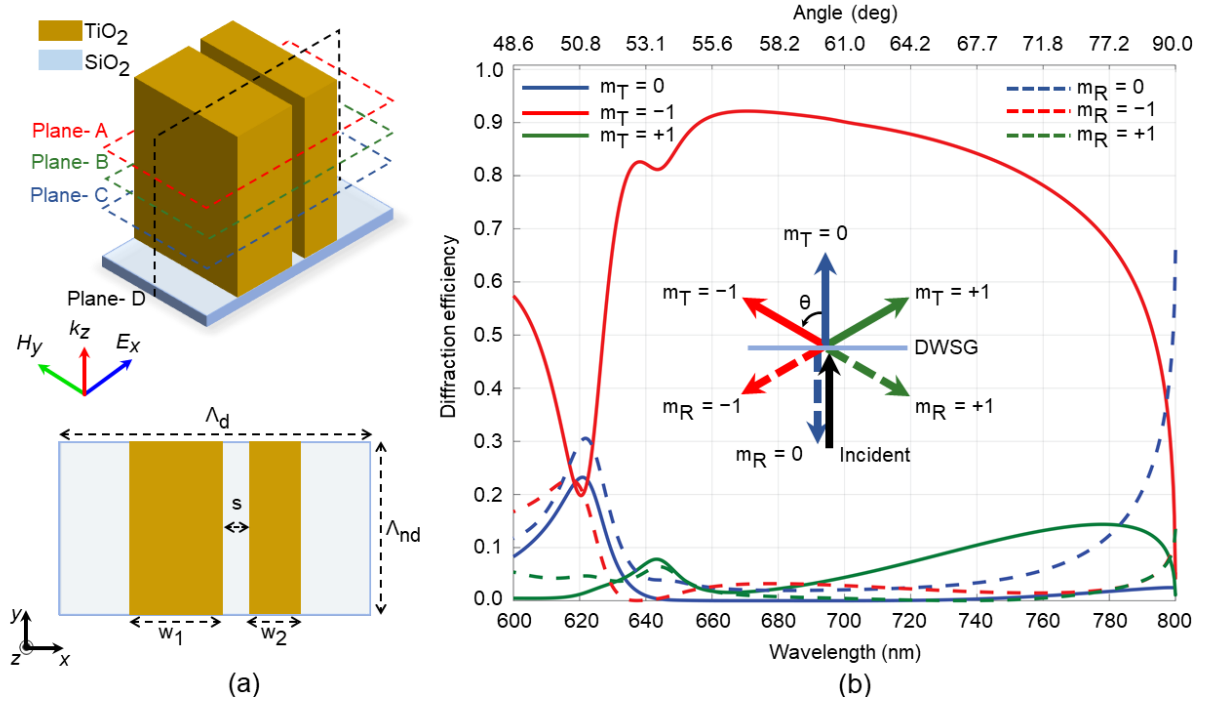 TiO2
SiO2
Plane- A
Plane- B
Plane- C
Plane- D
Hy
kz
Ex
Λd
s
Λnd
w1
w2
y
z
x
(a)
Angle (deg)
48.6 50.8 53.1 55.6 58.2 61.0 64.2 67.7 71.8 77.2 90.0
1.0
0.9
0.8
0.7
0.6
0.5
0.4
0.3
0.2
0.1
0.0
Diffraction efficiency
mT = 0
mT = −1
mT = +1
mR = 0
mR = −1
mR = +1
mT = 0
mT = −1
θ
mT = +1
DWSG
mR = −1
mR = +1
mR = 0
Incident
600 620 640 660 680 700 720 740 760 780 800
Wavelength (nm)
(b)